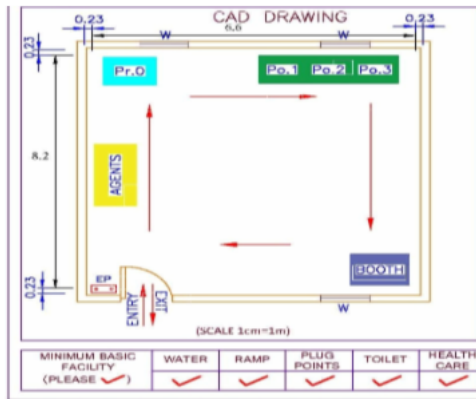 CAD DRAWING
0.23
6.6
0.23
W
W
0.23
Pr.O
Po.1
Po.2
Po.3
8.2
AGENTS
BOOTH
EP
0.23
ENTRY
EXIT
W
(SCALE 1cm=1m)
MINIMUM BASIC
FACILITY
(PLEASE ✓)
WATER
RAMP
PLUG
POINTS
TOILET
HEALTH
CARE
✓ ✓ ✓ ✓ ✓